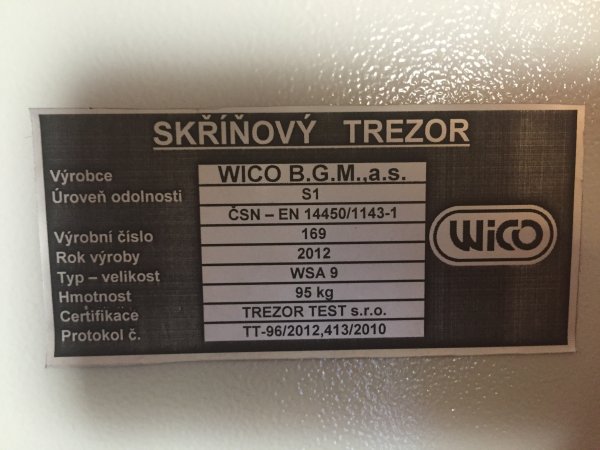 SKŘÍŇOVÝ TREZOR
Výrobce WICO B.G.M.,a.s.
Úroveň odolnosti S1
ČSN – EN 14450/1143-1
Výrobní číslo 169
Rok výroby 2012
Typ – velikost WSA 9
Hmotnost 95 kg
Certifikace TREZOR TEST s.r.o.
Protokol č. TT-96/2012,413/2010
WiCO